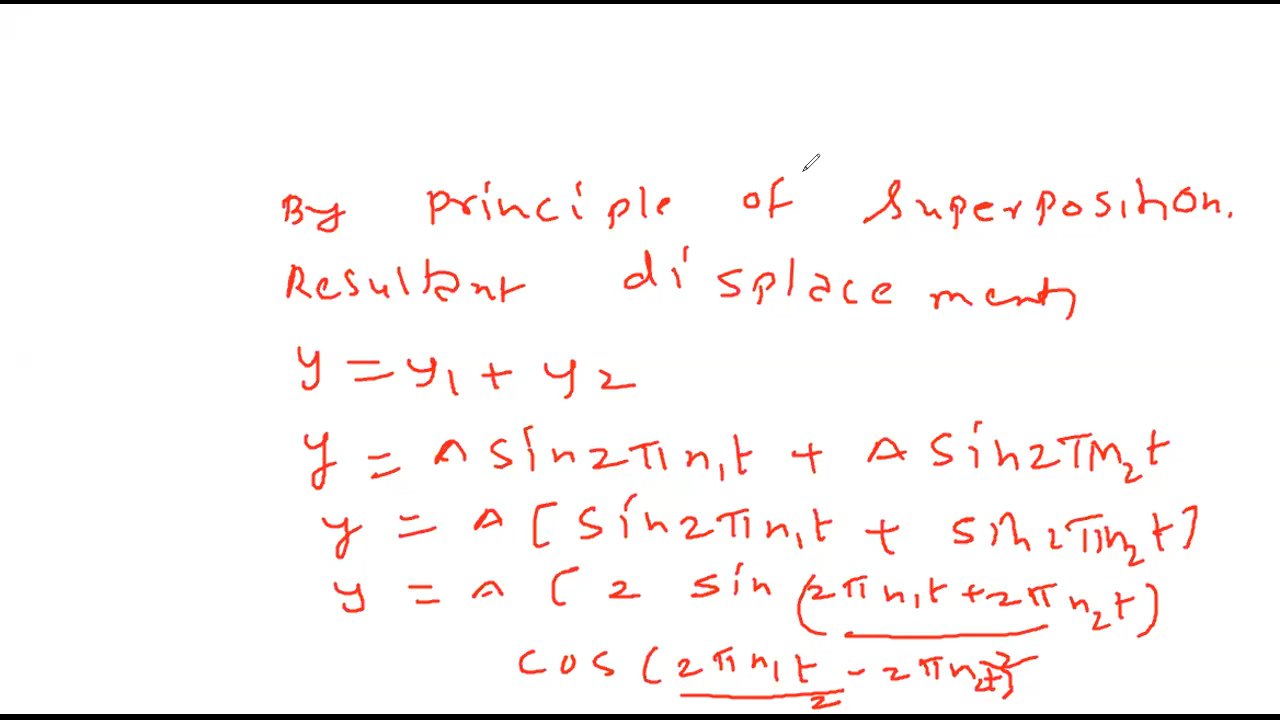 By principle of Superposition.
Resultant displacement,
y = y₁ + y₂
y = A sin2πn₁t + A sin2πn₂t
y = A [sin2πn₁t + sin2πn₂t]
y = A [2 sin (2πn₁t + 2πn₂t)
cos (2πn₁t - 2πn₂t)
2